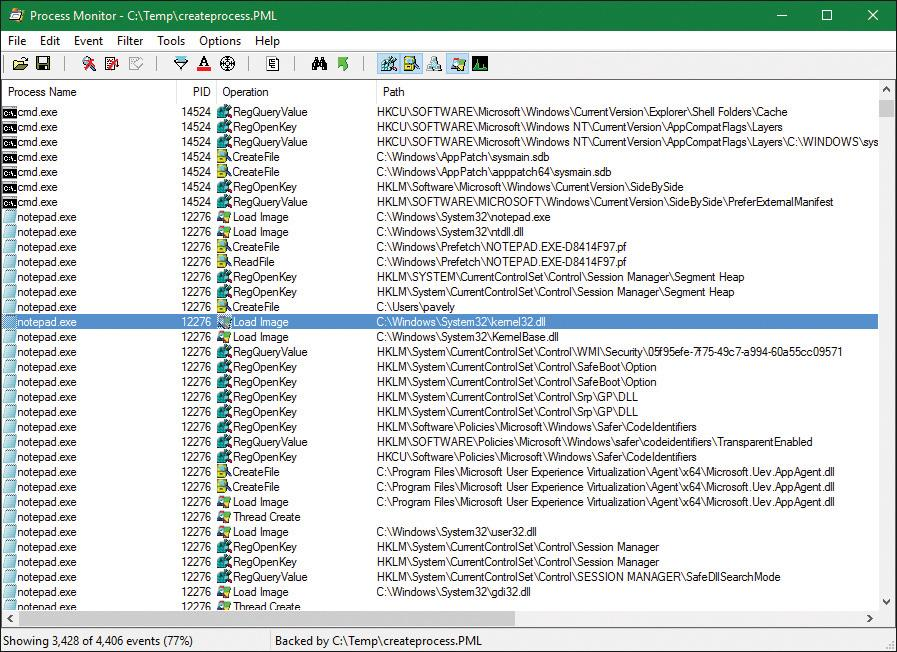 Process Monitor - C:\Temp\createprocess.PML
File Edit Event Filter Tools Options Help
Process Name PID Operation Path
cmd.exe 14524 RegQueryValue HKCU\SOFTWARE\Microsoft\Windows\CurrentVersion\Explorer\Shell Folders\Cache
cmd.exe 14524 RegOpenKey HKCU\SOFTWARE\Microsoft\Windows NT\CurrentVersion\AppCompatFlags\Layers
cmd.exe 14524 RegQueryValue HKCU\SOFTWARE\Microsoft\Windows NT\CurrentVersion\AppCompatFlags\Layers\C:\WINDOWS\sys
cmd.exe 14524 CreateFile C:\Windows\AppPatch\sysmain.sdb
cmd.exe 14524 CreateFile C:\Windows\AppPatch\apppatch64\sysmain.sdb
cmd.exe 14524 RegOpenKey HKLM\Software\Microsoft\Windows\CurrentVersion\SideBySide
cmd.exe 14524 RegQueryValue HKLM\SOFTWARE\MICROSOFT\Windows\CurrentVersion\SideBySide\PreferExternalManifest
notepad.exe 12276 Load Image C:\Windows\System32\notepad.exe
notepad.exe 12276 Load Image C:\Windows\System32\ntdll.dll
notepad.exe 12276 CreateFile C:\Windows\Prefetch\NOTEPAD.EXE-D8414F97.pf
notepad.exe 12276 ReadFile C:\Windows\Prefetch\NOTEPAD.EXE-D8414F97.pf
notepad.exe 12276 RegOpenKey HKLM\SYSTEM\CurrentControlSet\Control\Session Manager\Segment Heap
notepad.exe 12276 RegOpenKey HKLM\System\CurrentControlSet\Control\Session Manager\Segment Heap
notepad.exe 12276 CreateFile C:\Users\pavely
notepad.exe 12276 Load Image C:\Windows\System32\kernel32.dll
notepad.exe 12276 Load Image C:\Windows\System32\KernelBase.dll
notepad.exe 12276 RegQueryValue HKLM\System\CurrentControlSet\Control\WMI\Security\05f95efe-7f75-49c7-a994-60a55cc09571
notepad.exe 12276 RegOpenKey HKLM\System\CurrentControlSet\Control\SafeBoot\Option
notepad.exe 12276 RegOpenKey HKLM\System\CurrentControlSet\Control\SafeBoot\Option
notepad.exe 12276 RegOpenKey HKLM\System\CurrentControlSet\Control\Srp\GP\DLL
notepad.exe 12276 RegOpenKey HKLM\System\CurrentControlSet\Control\Srp\GP\DLL
notepad.exe 12276 RegOpenKey HKLM\Software\Policies\Microsoft\Windows\Safer\CodeIdentifiers
notepad.exe 12276 RegQueryValue HKLM\SOFTWARE\Policies\Microsoft\Windows\safer\codeidentifiers\TransparentEnabled
notepad.exe 12276 RegOpenKey HKCU\Software\Policies\Microsoft\Windows\Safer\CodeIdentifiers
notepad.exe 12276 CreateFile C:\Program Files\Microsoft User Experience Virtualization\Agent\x64\Microsoft.Uev.AppAgent.dll
notepad.exe 12276 CreateFile C:\Program Files\Microsoft User Experience Virtualization\Agent\x64\Microsoft.Uev.AppAgent.dll
notepad.exe 12276 Load Image C:\Program Files\Microsoft User Experience Virtualization\Agent\x64\Microsoft.Uev.AppAgent.dll
notepad.exe 12276 Thread Create
notepad.exe 12276 Load Image C:\Windows\System32\user32.dll
notepad.exe 12276 RegOpenKey HKLM\System\CurrentControlSet\Control\Session Manager
notepad.exe 12276 RegOpenKey HKLM\System\CurrentControlSet\Control\Session Manager
notepad.exe 12276 RegQueryValue HKLM\System\CurrentControlSet\Control\SESSION MANAGER\SafeDllSearchMode
notepad.exe 12276 Load Image C:\Windows\System32\gdi32.dll
notepad.exe 12276 Thread Create
Showing 3,428 of 4,406 events (77%) Backed by C:\Temp\createprocess.PML